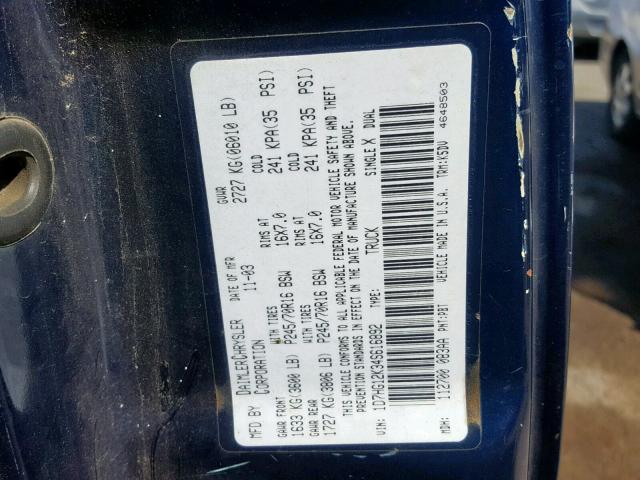 MFD BY DAIMLERCHRYSLER CORPORATION DATE OF MFR 11-03 GVWR 2727 KG(06010 LB)
GAWR FRONT WITH TIRES RIMS AT COLD
1633 KG(3600 LB) P245/70R16 BSW 16X7.0 241 KPA(35 PSI)
GAWR REAR WITH TIRES RIMS AT COLD
1727 KG(3806 LB) P245/70R16 BSW 16X7.0 241 KPA(35 PSI)
THIS VEHICLE CONFORMS TO ALL APPLICABLE FEDERAL MOTOR VEHICLE SAFETY AND THEFT
PREVENTION STANDARDS IN EFFECT ON THE DATE OF MANUFACTURE SHOWN ABOVE.
VIN: 1D7HG12K34S616892 TYPE: TRUCK SINGLE X DUAL
MDH: 112700 083AA PNT:PBT VEHICLE MADE IN U.S.A. TRM:K5DV 4648503